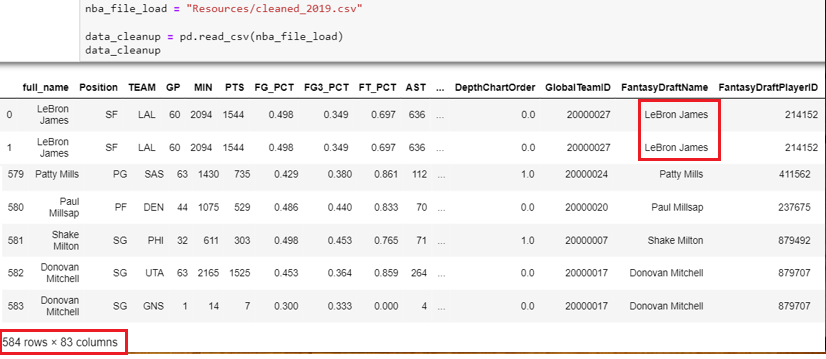 nba_file_load = "Resources/cleaned_2019.csv"
data_cleanup = pd.read_csv(nba_file_load)
data_cleanup
full_name Position TEAM GP MIN PTS FG_PCT FG3_PCT FT_PCT AST ... DepthChartOrder GlobalTeamID FantasyDraftName FantasyDraftPlayerID
0 LeBron James SF LAL 60 2094 1544 0.498 0.349 0.697 636 ... 0.0 20000027 LeBron James 214152
1 LeBron James SF LAL 60 2094 1544 0.498 0.349 0.697 636 ... 0.0 20000027 LeBron James 214152
579 Patty Mills PG SAS 63 1430 735 0.429 0.380 0.861 112 ... 1.0 20000024 Patty Mills 411562
580 Paul Millsap PF DEN 44 1075 529 0.486 0.440 0.833 70 ... 0.0 20000020 Paul Millsap 237675
581 Shake Milton SG PHI 32 611 303 0.498 0.453 0.765 71 ... 1.0 20000007 Shake Milton 879492
582 Donovan Mitchell SG UTA 63 2165 1525 0.453 0.364 0.859 264 ... 0.0 20000017 Donovan Mitchell 879707
583 Donovan Mitchell SG GNS 1 14 7 0.300 0.333 0.000 4 ... 0.0 20000017 Donovan Mitchell 879707
584 rows × 83 columns